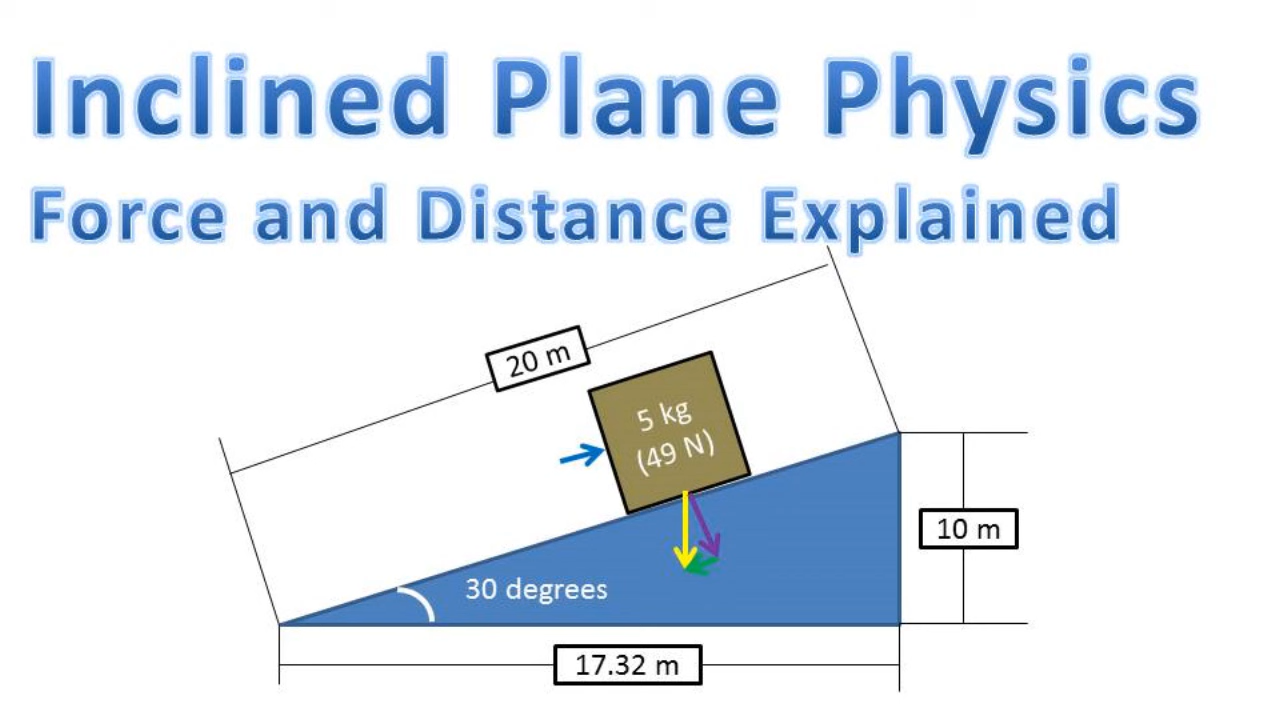 Inclined Plane Physics
Force and Distance Explained
20 m
5 kg
(49 N)
10 m
30 degrees
17.32 m